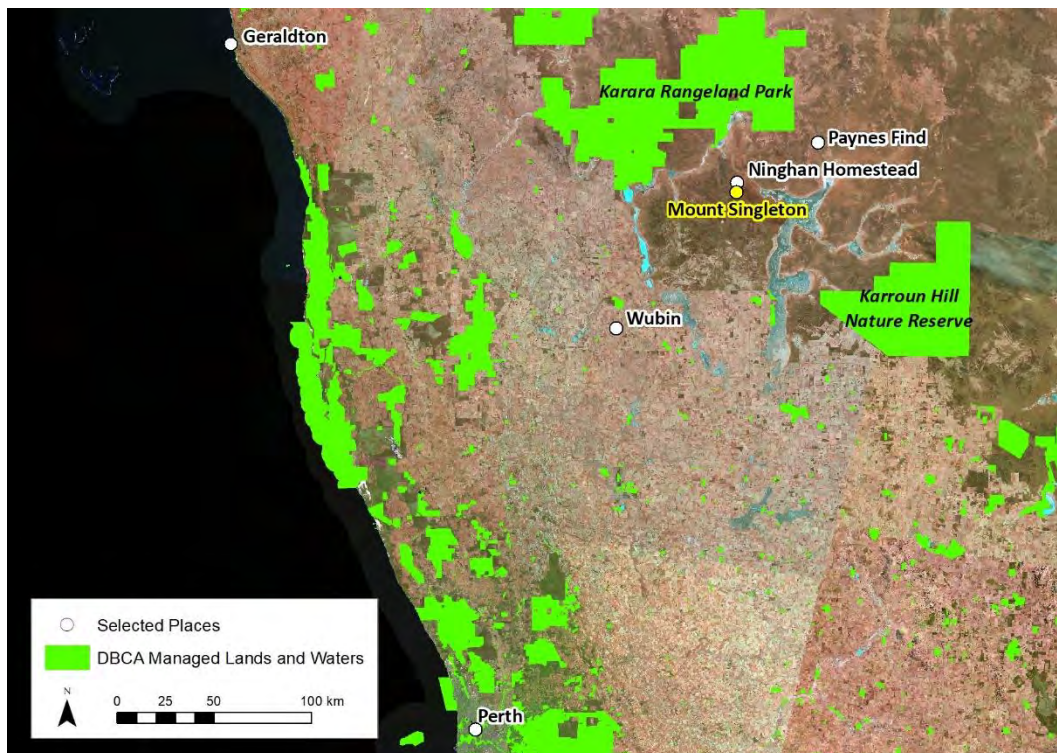 Geraldton
Karara Rangeland Park
Paynes Find
Ninghan Homestead
Mount Singleton
Karroun Hill
Nature Reserve
Wubin
Selected Places
DBCA Managed Lands and Waters
N
0 25 50 100 km
Perth